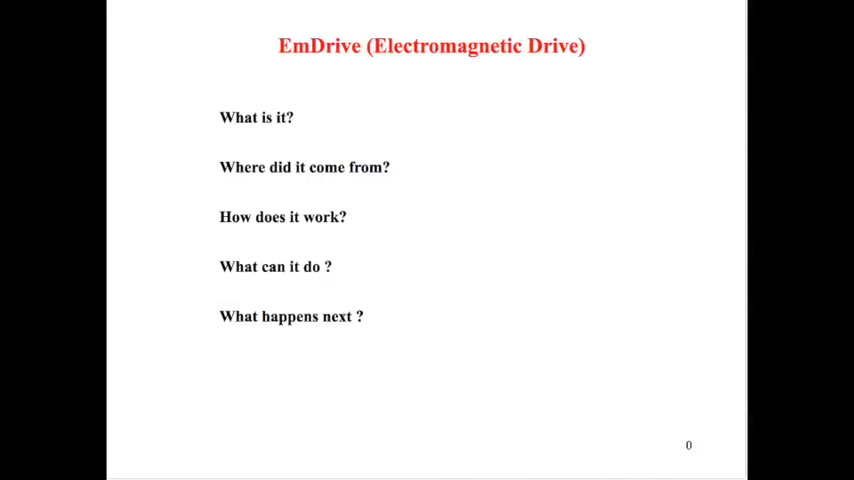 EmDrive (Electromagnetic Drive)
What is it?
Where did it come from?
How does it work?
What can it do ?
What happens next ?
0